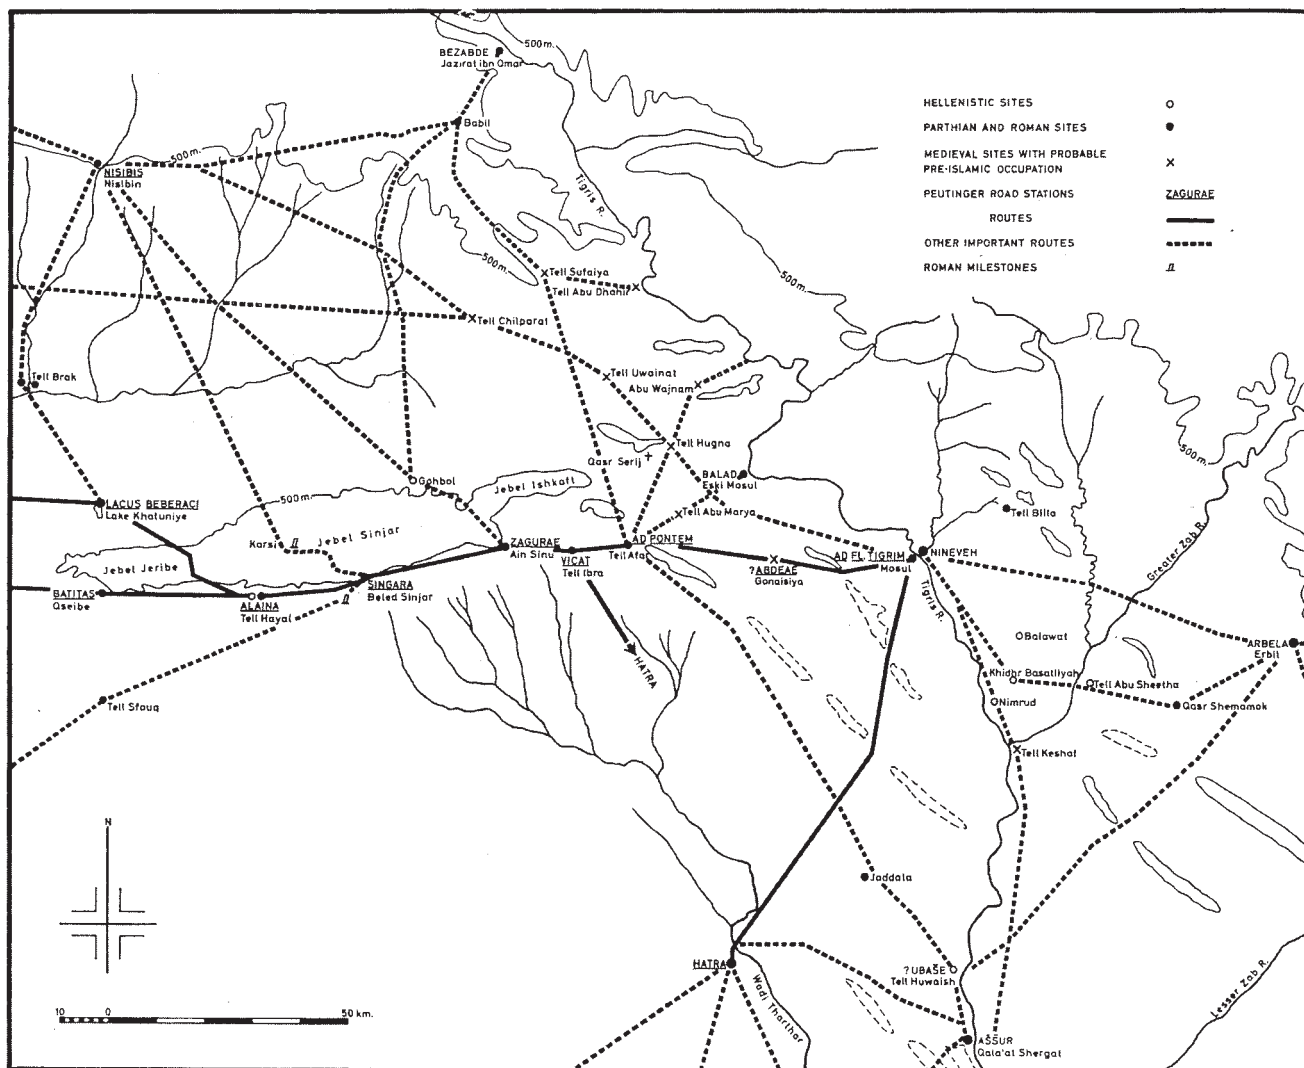 BEZABDE
Jazirat ibn Omar
500m.
Babil
500m.
NISIBIS
Nisibin
Tigris R.
500m.
Tell Sufaiya
Tell Abu Dhahir
500m.
Tell Chilparat
Tell Brak
Tell Uwainat
Abu Wajnam
Tell Hugna
Qasr Serij
BALAD
Eski Mosul
500m.
Gohbol
Jebel Ishkaft
500m.
LACUS BEBERACI
Lake Khatuniye
Tell Abu Marya
Tell Billa
Karsi
Jebel Sinjar
ZAGURAE
Ain Sinu
VICAT
Tell Ibra
AD PONTEM
Tell Afar
?ABDEAE
Gonaisiya
AD FL. TIGRIM
Mosul
NINEVEH
Greater Zab R.
Jebel Jeribe
SINGARA
Beled Sinjar
BATITAS
Qseibe
ALAINA
Tell Hayal
Tigris R.
Balawat
ARBELA
Erbil
HATRA
Khidhr Basatliyah
Tell Abu Sheetha
Nimrud
Qasr Shemamok
Tell Sfouq
Tell Keshaf
N
Jaddala
HATRA
?UBAŠE
Tell Huwaish
Wadi Tharthar
Lesser Zab R.
AŠŠUR
Qala'at Shergat
10 0 50 km.
HELLENISTIC SITES
PARTHIAN AND ROMAN SITES
MEDIEVAL SITES WITH PROBABLE
PRE-ISLAMIC OCCUPATION
PEUTINGER ROAD STATIONS ZAGURAE
ROUTES
OTHER IMPORTANT ROUTES
ROMAN MILESTONES